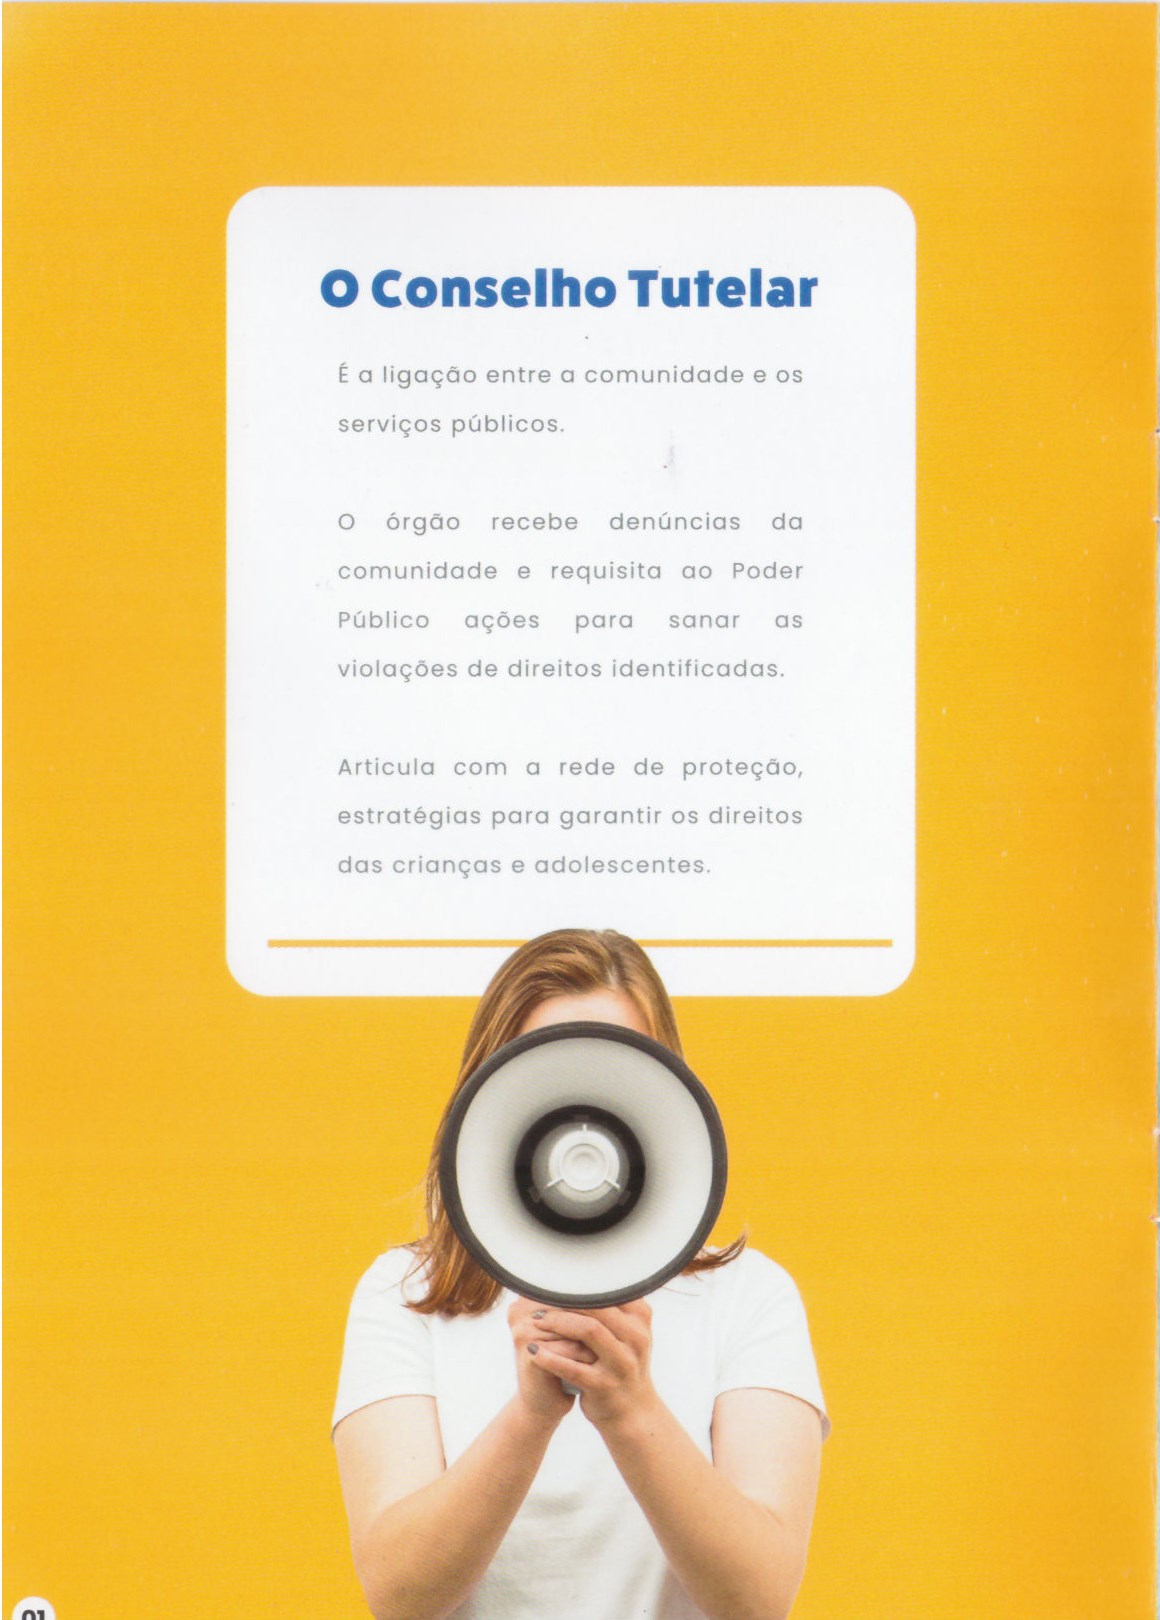 O Conselho Tutelar
É a ligação entre a comunidade e os
serviços públicos.
O órgão recebe denúncias da
comunidade e requisita ao Poder
Público ações para sanar as
violações de direitos identificadas.
Articula com a rede de proteção,
estratégias para garantir os direitos
das crianças e adolescentes.
01